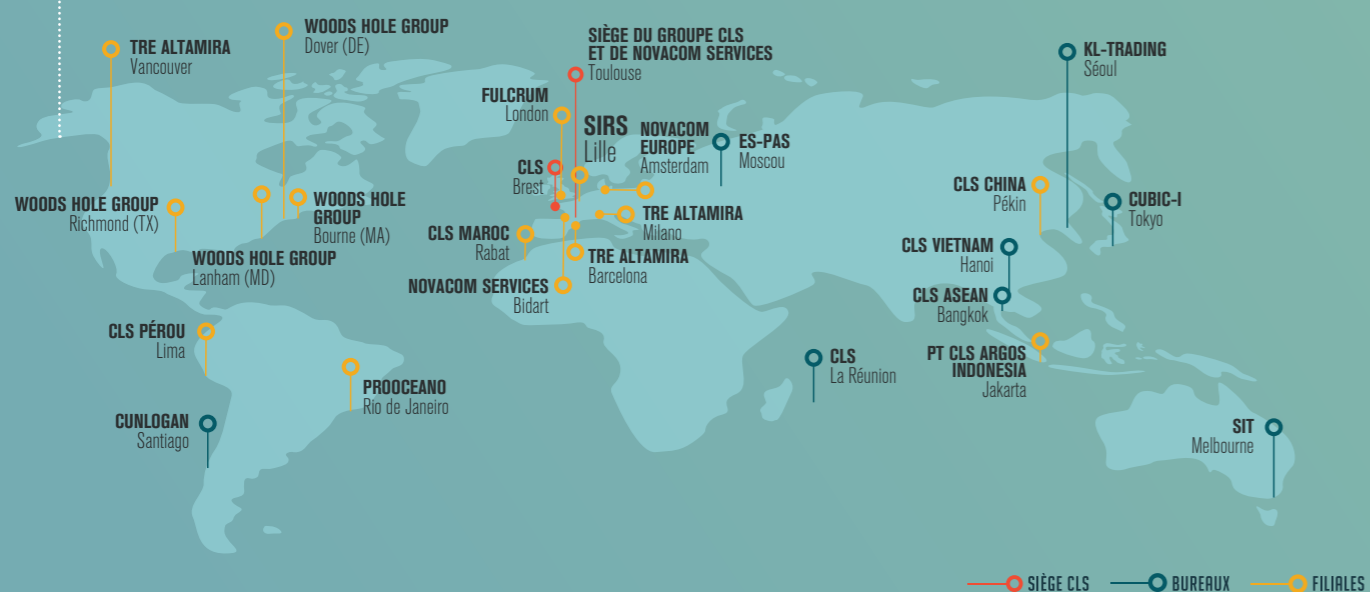 WOODS HOLE GROUP
Dover (DE)
TRE ALTAMIRA
Vancouver
SIÈGE DU GROUPE CLS
ET DE NOVACOM SERVICES
Toulouse
KL-TRADING
Séoul
FULCRUM
London
SIRS
Lille
NOVACOM
EUROPE
Amsterdam
ES-PAS
Moscou
CLS
Brest
WOODS HOLE GROUP
Richmond (TX)
WOODS HOLE
GROUP
Bourne (MA)
WOODS HOLE GROUP
Lanham (MD)
CLS MAROC
Rabat
TRE ALTAMIRA
Milano
TRE ALTAMIRA
Barcelona
NOVACOM SERVICES
Bidart
CLS CHINA
Pékin
CUBIC-I
Tokyo
CLS VIETNAM
Hanoi
CLS ASEAN
Bangkok
CLS PÉROU
Lima
PROOCEANO
Rio de Janeiro
CLS
La Réunion
PT CLS ARGOS
INDONESIA
Jakarta
CUNLOGAN
Santiago
SIT
Melbourne
SIÈGE CLS
BUREAUX
FILIALES